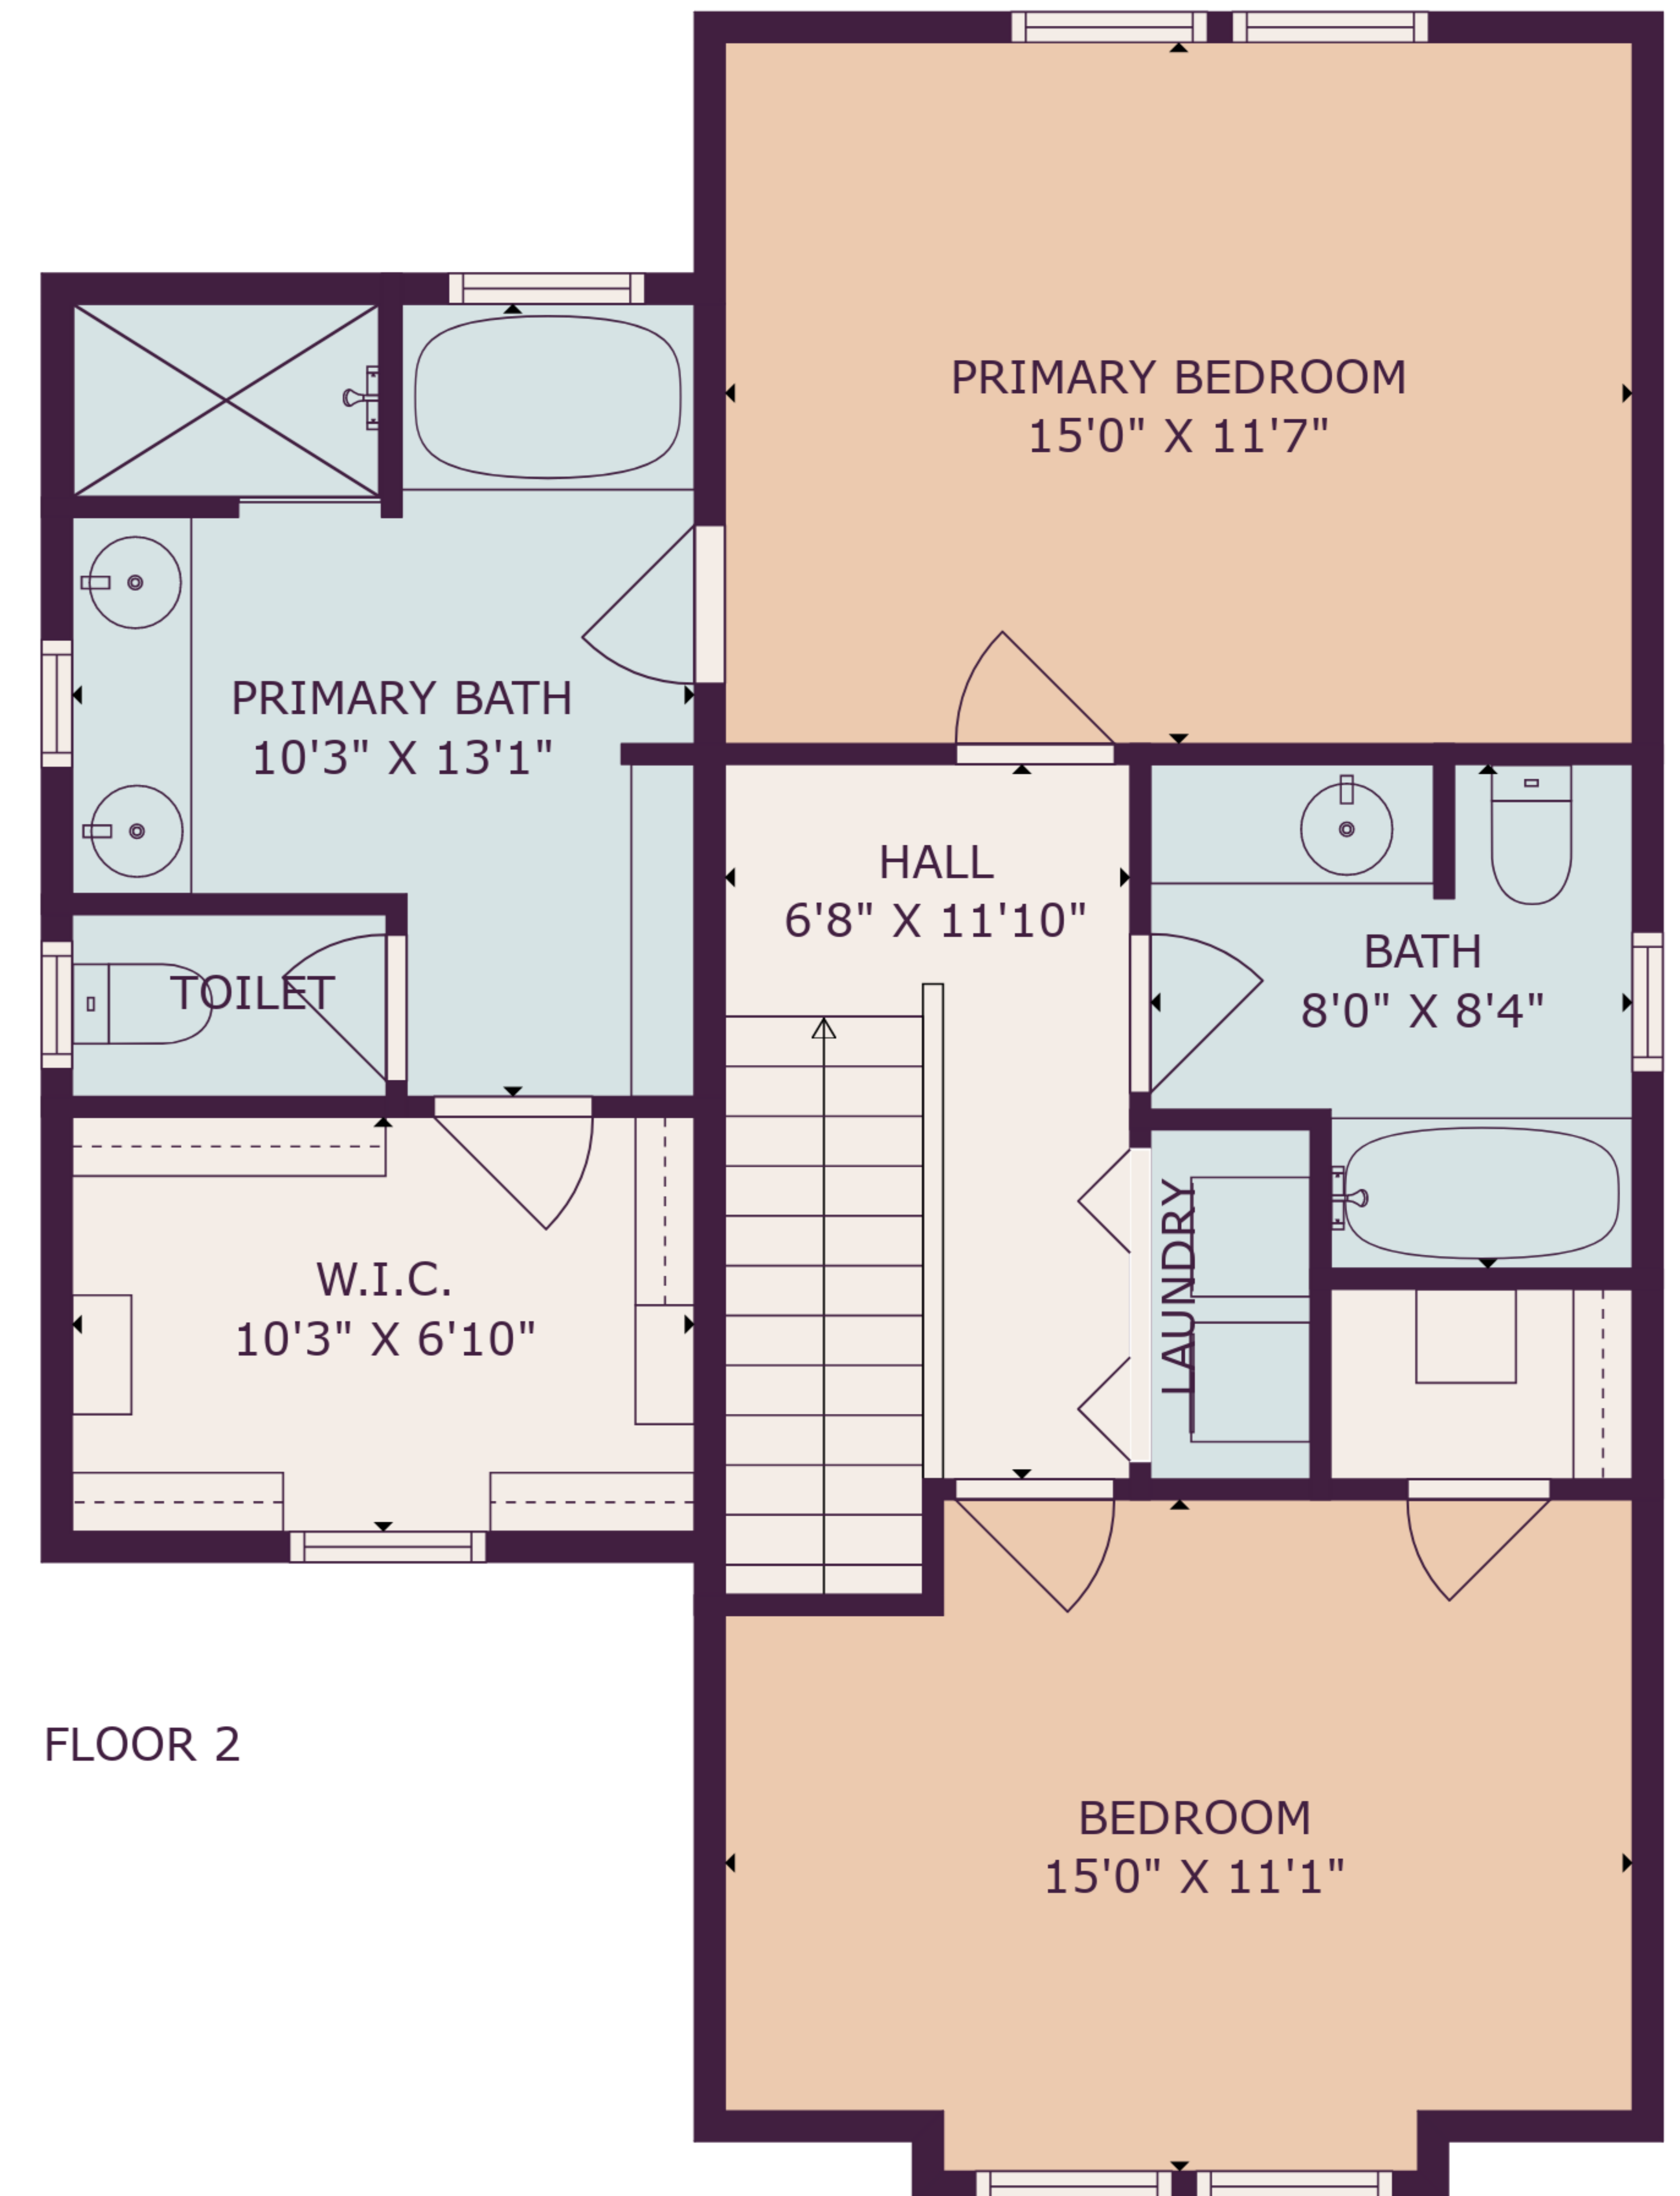 PRIMARY BEDROOM
15'0" X 11'7"
PRIMARY BATH
10'3" X 13'1"
HALL
6'8" X 11'10"
BATH
8'0" X 8'4"
TOILET
LAUNDRY
W.I.C.
10'3" X 6'10"
FLOOR 2
BEDROOM
15'0" X 11'1"